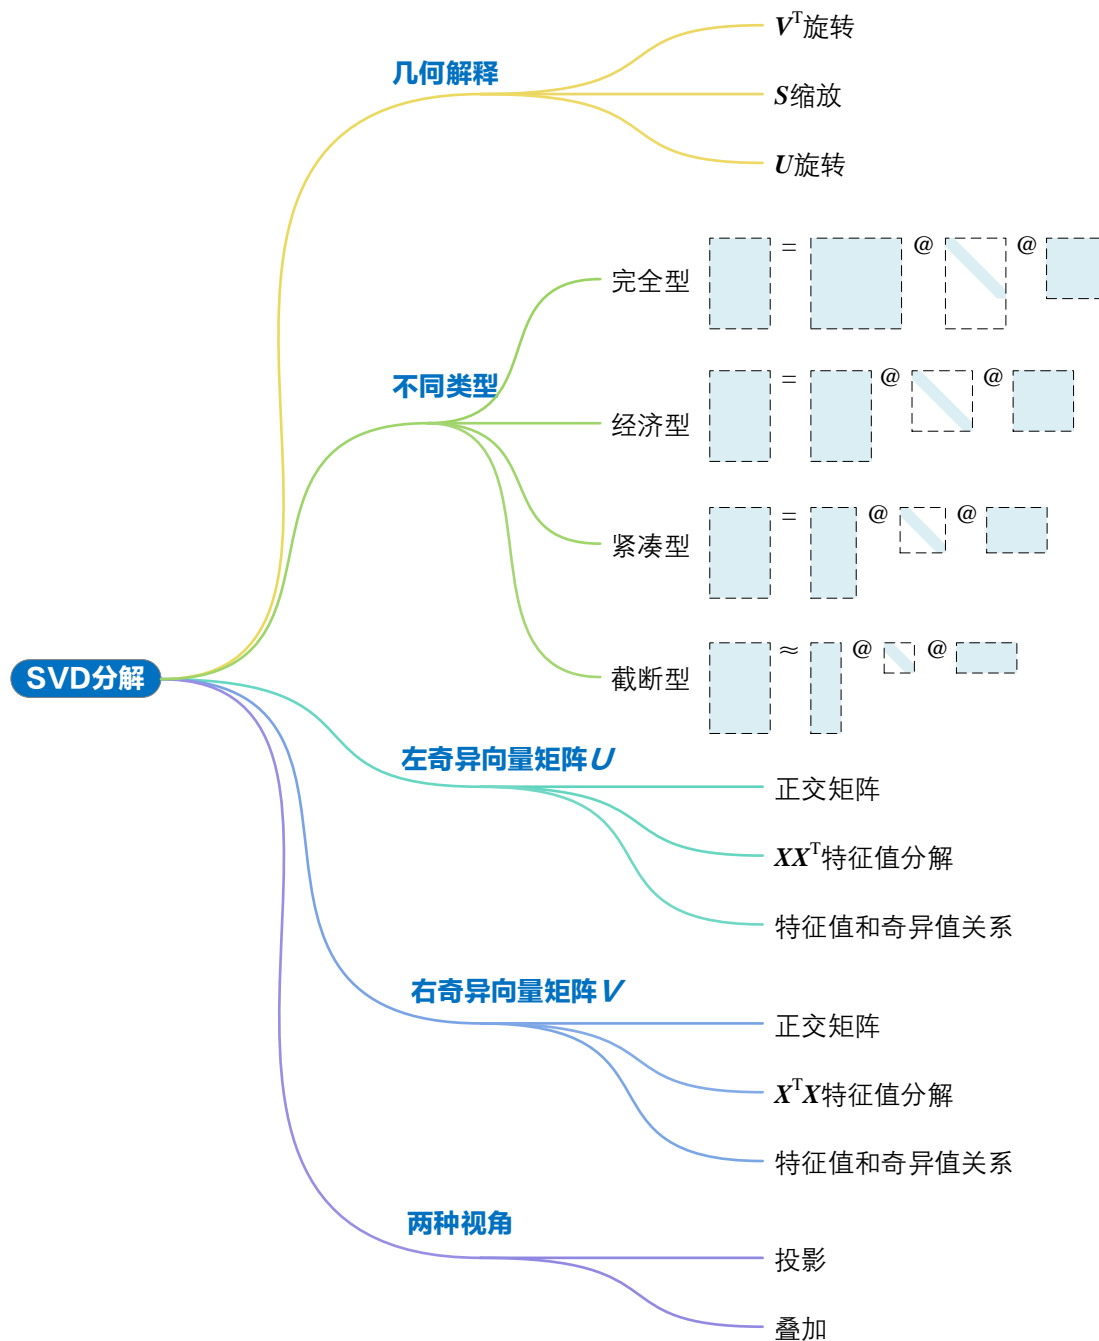 V^T旋转
几何解释
S缩放
U旋转
完全型 = @ @
不同类型
经济型 = @ @
紧凑型 = @ @
截断型 ≈ @ @
SVD分解
左奇异向量矩阵U
正交矩阵
XX^T特征值分解
特征值和奇异值关系
右奇异向量矩阵V
正交矩阵
X^TX特征值分解
特征值和奇异值关系
两种视角
投影
叠加